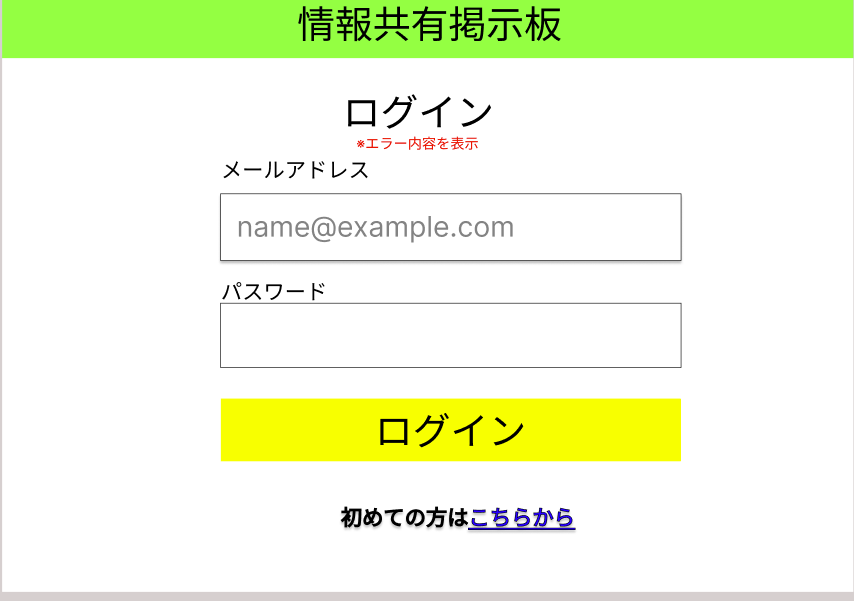 情報共有掲示板
ログイン
※エラー内容を表示
メールアドレス
name@example.com
パスワード
ログイン
初めての方はこちらから